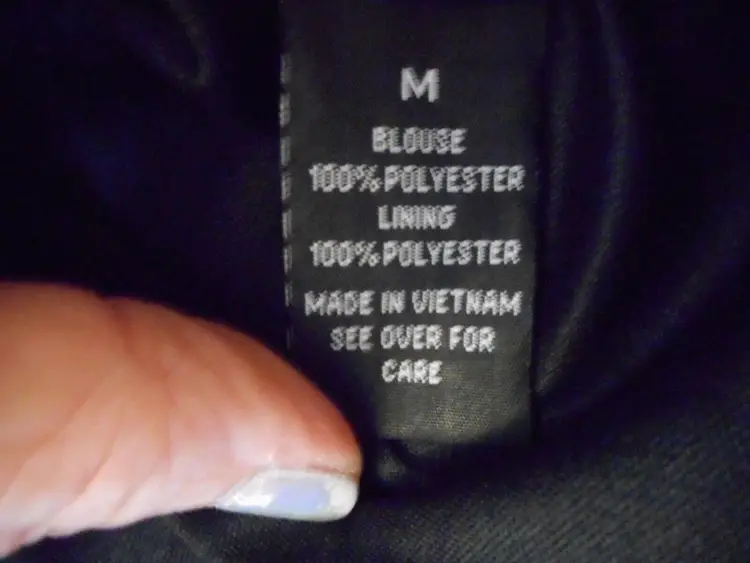 M
BLOUSE
100% POLYESTER
LINING
100% POLYESTER
MADE IN VIETNAM
SEE OVER FOR
CARE